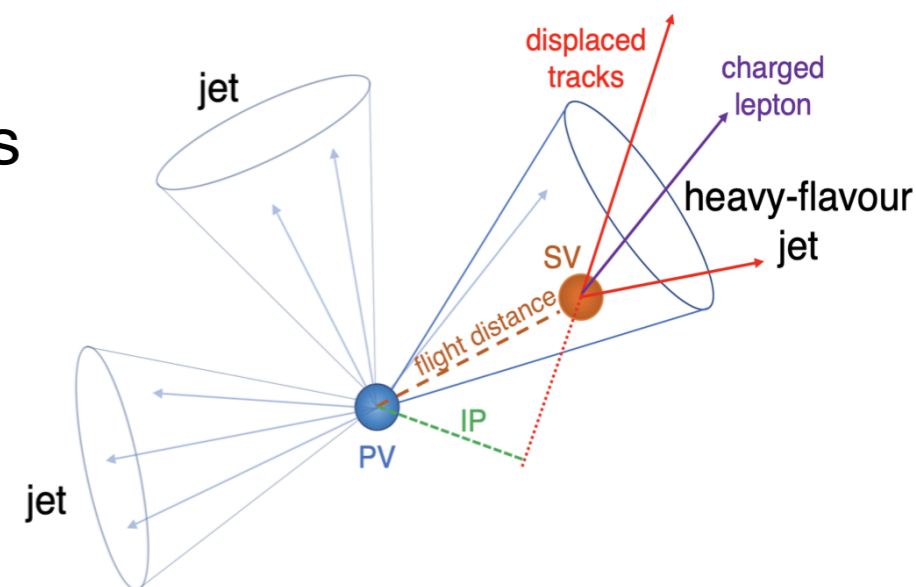 displaced
tracks
charged
lepton
jet
s
heavy-flavour
jet
SV
flight distance
IP
PV
jet